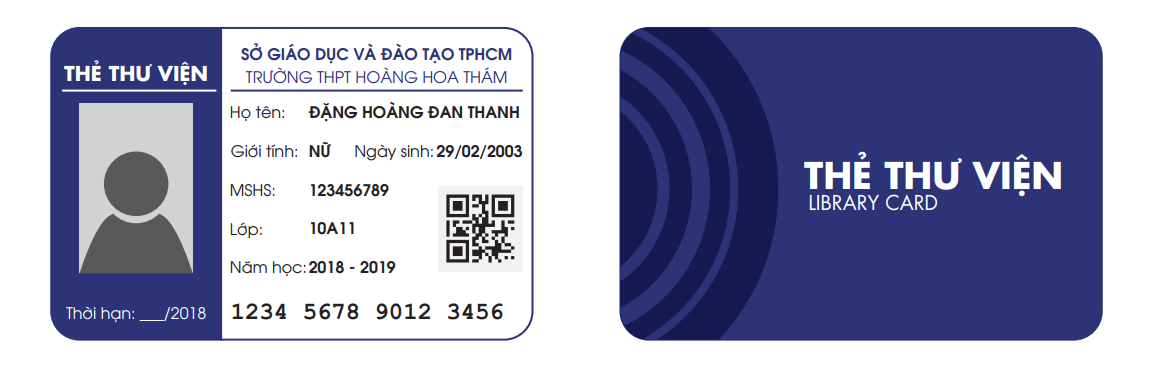 THẺ THƯ VIỆN
Thời hạn: ___/2018
SỞ GIÁO DỤC VÀ ĐÀO TẠO TPHCM
TRƯỜNG THPT HOÀNG HOA THÁM
Họ tên: ĐẶNG HOÀNG ĐAN THANH
Giới tính: NỮ Ngày sinh: 29/02/2003
MSHS: 123456789
Lớp: 10A11
Năm học: 2018 - 2019
1234 5678 9012 3456
THẺ THƯ VIỆN
LIBRARY CARD